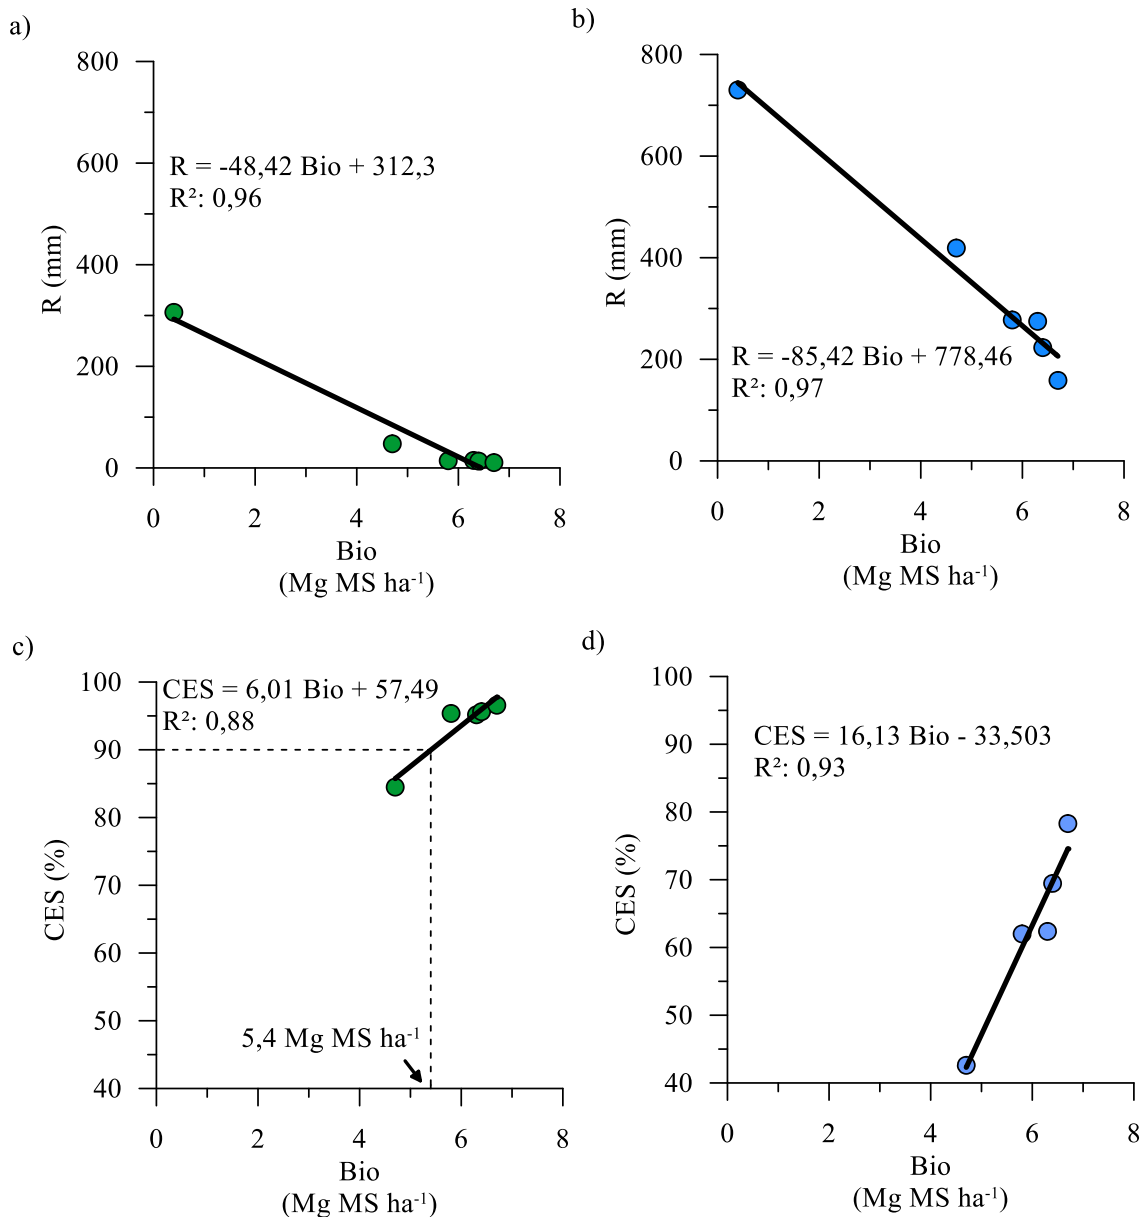 a)
800
600
400
200
0
R (mm)
R = -48,42 Bio + 312,3
R²: 0,96
0 2 4 6 8
Bio
(Mg MS ha⁻¹)
b)
800
600
400
200
0
R (mm)
R = -85,42 Bio + 778,46
R²: 0,97
0 2 4 6 8
Bio
(Mg MS ha⁻¹)
c)
100
90
80
70
60
50
40
CES (%)
CES = 6,01 Bio + 57,49
R²: 0,88
5,4 Mg MS ha⁻¹
0 2 4 6 8
Bio
(Mg MS ha⁻¹)
d)
100
90
80
70
60
50
40
CES (%)
CES = 16,13 Bio - 33,503
R²: 0,93
0 2 4 6 8
Bio
(Mg MS ha⁻¹)